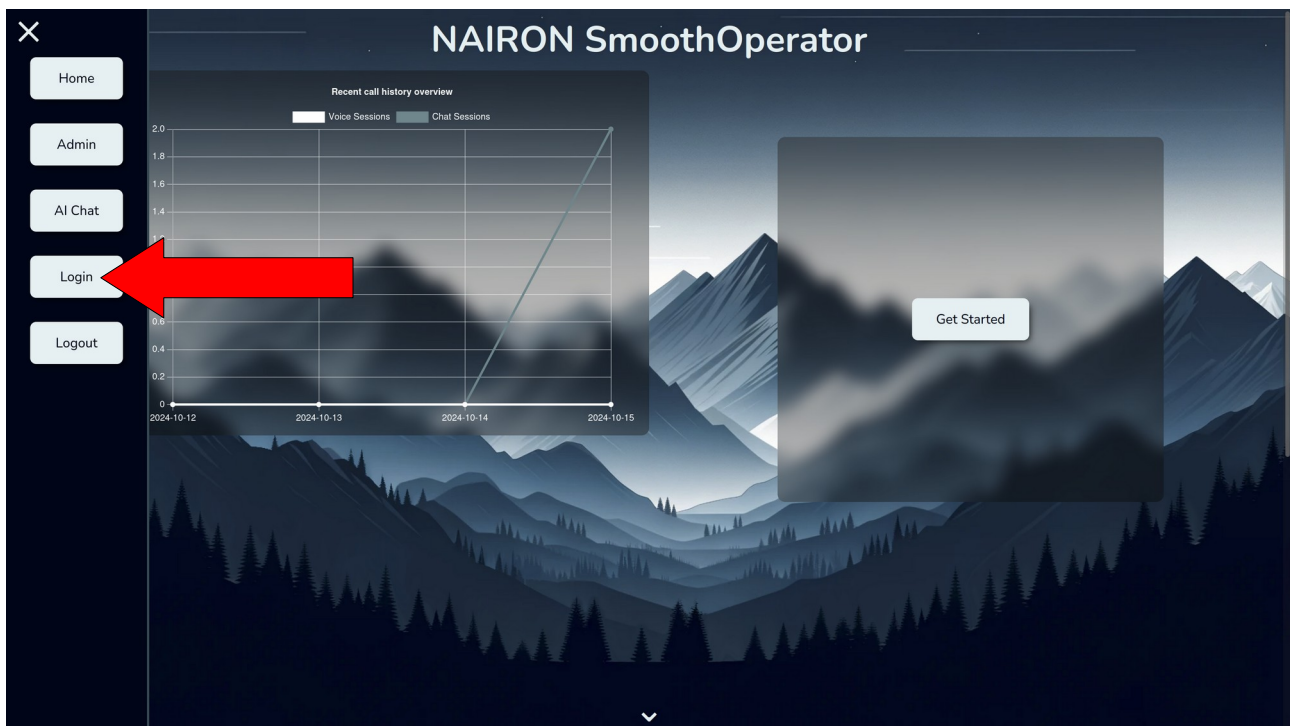 NAIRON SmoothOperator
Home
Admin
AI Chat
Login
Logout
Recent call history overview
Voice Sessions Chat Sessions
2.0
1.8
1.6
1.4
0.6
0.4
0.2
0
2024-10-12 2024-10-13 2024-10-14 2024-10-15
Get Started